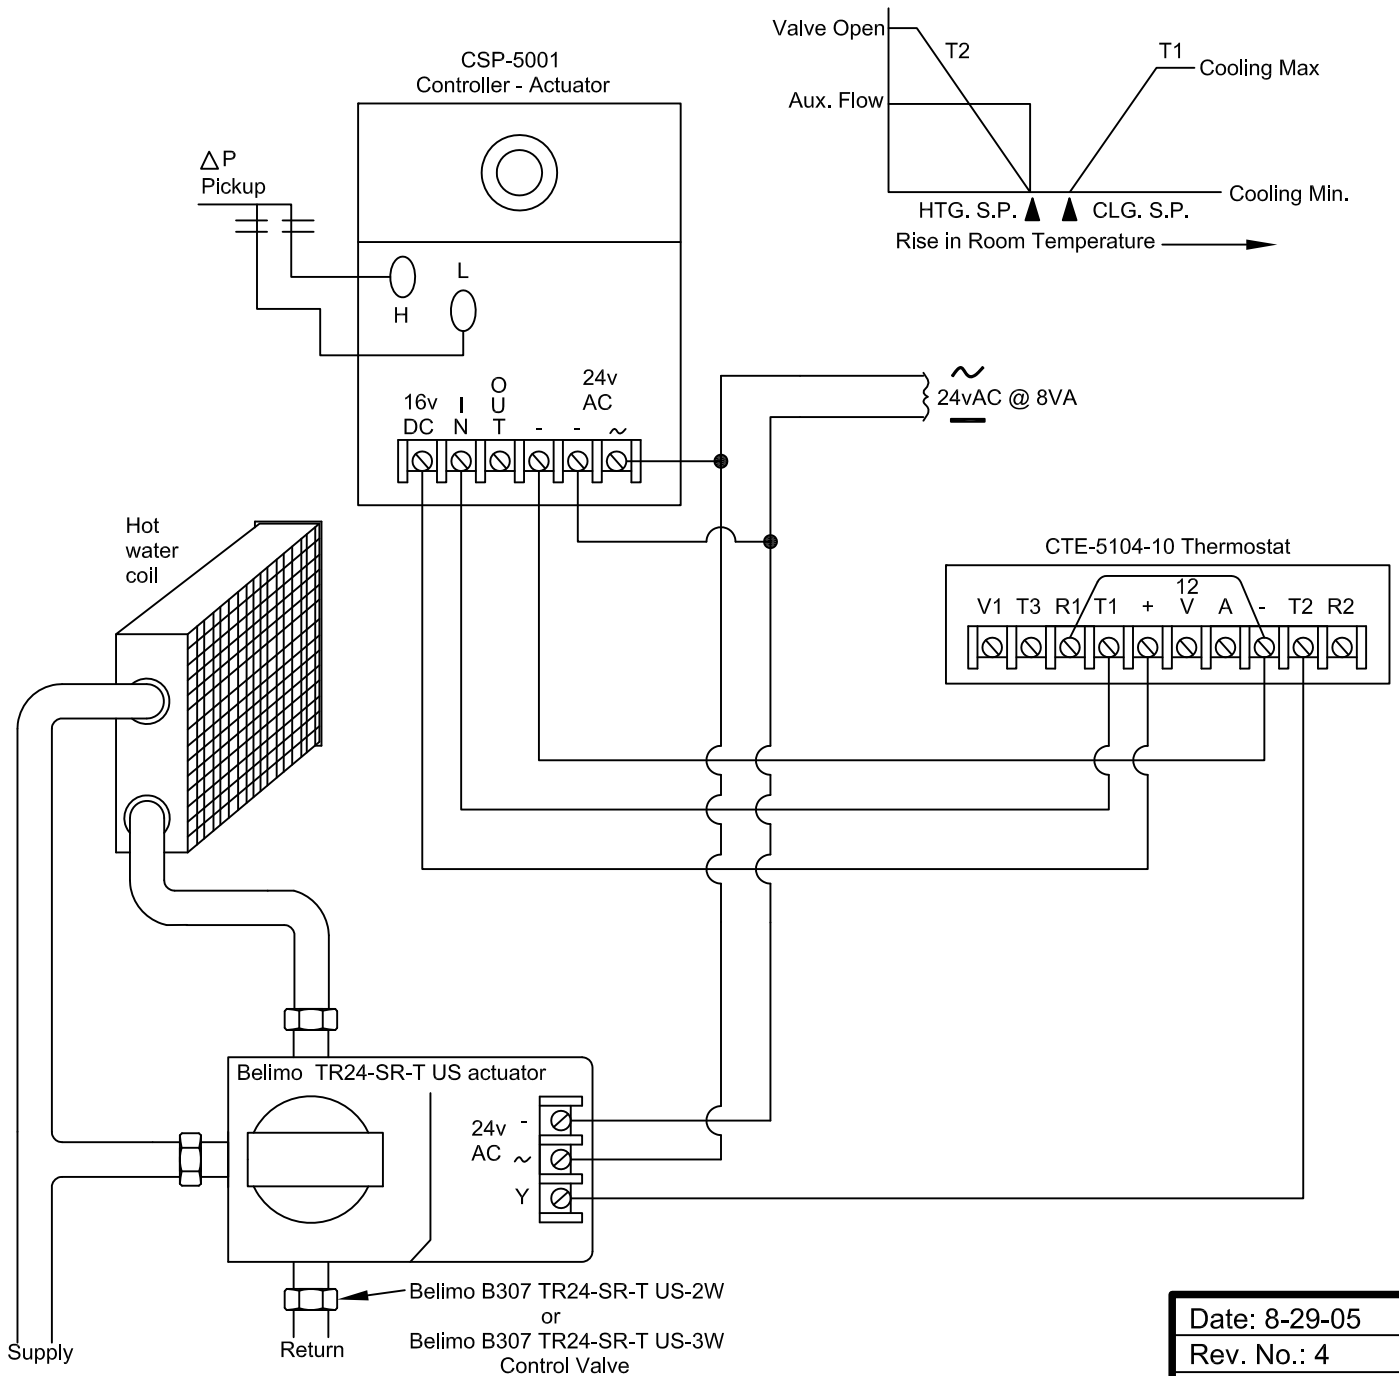 CSP-5001
Controller - Actuator
△P
Pickup
H
L
16v
DC
IN
OUT
-
-
24v
AC
~
Valve Open
T2
T1
Cooling Max
Aux. Flow
Cooling Min.
HTG. S.P.
CLG. S.P.
Rise in Room Temperature
~
24vAC @ 8VA
Hot
water
coil
CTE-5104-10 Thermostat
V1 T3 R1 T1 + 12 V A - T2 R2
Belimo TR24-SR-T US actuator
24v
AC
-
~
Y
Belimo B307 TR24-SR-T US-2W
or
Belimo B307 TR24-SR-T US-3W
Control Valve
Supply
Return
Date: 8-29-05
Rev. No.: 4